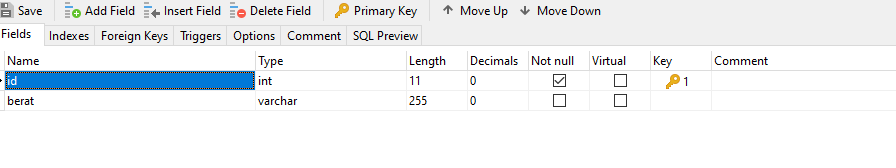 Save Add Field Insert Field Delete Field Primary Key Move Up Move Down
Fields Indexes Foreign Keys Triggers Options Comment SQL Preview
Name Type Length Decimals Not null Virtual Key Comment
id int 11 0 1
berat varchar 255 0